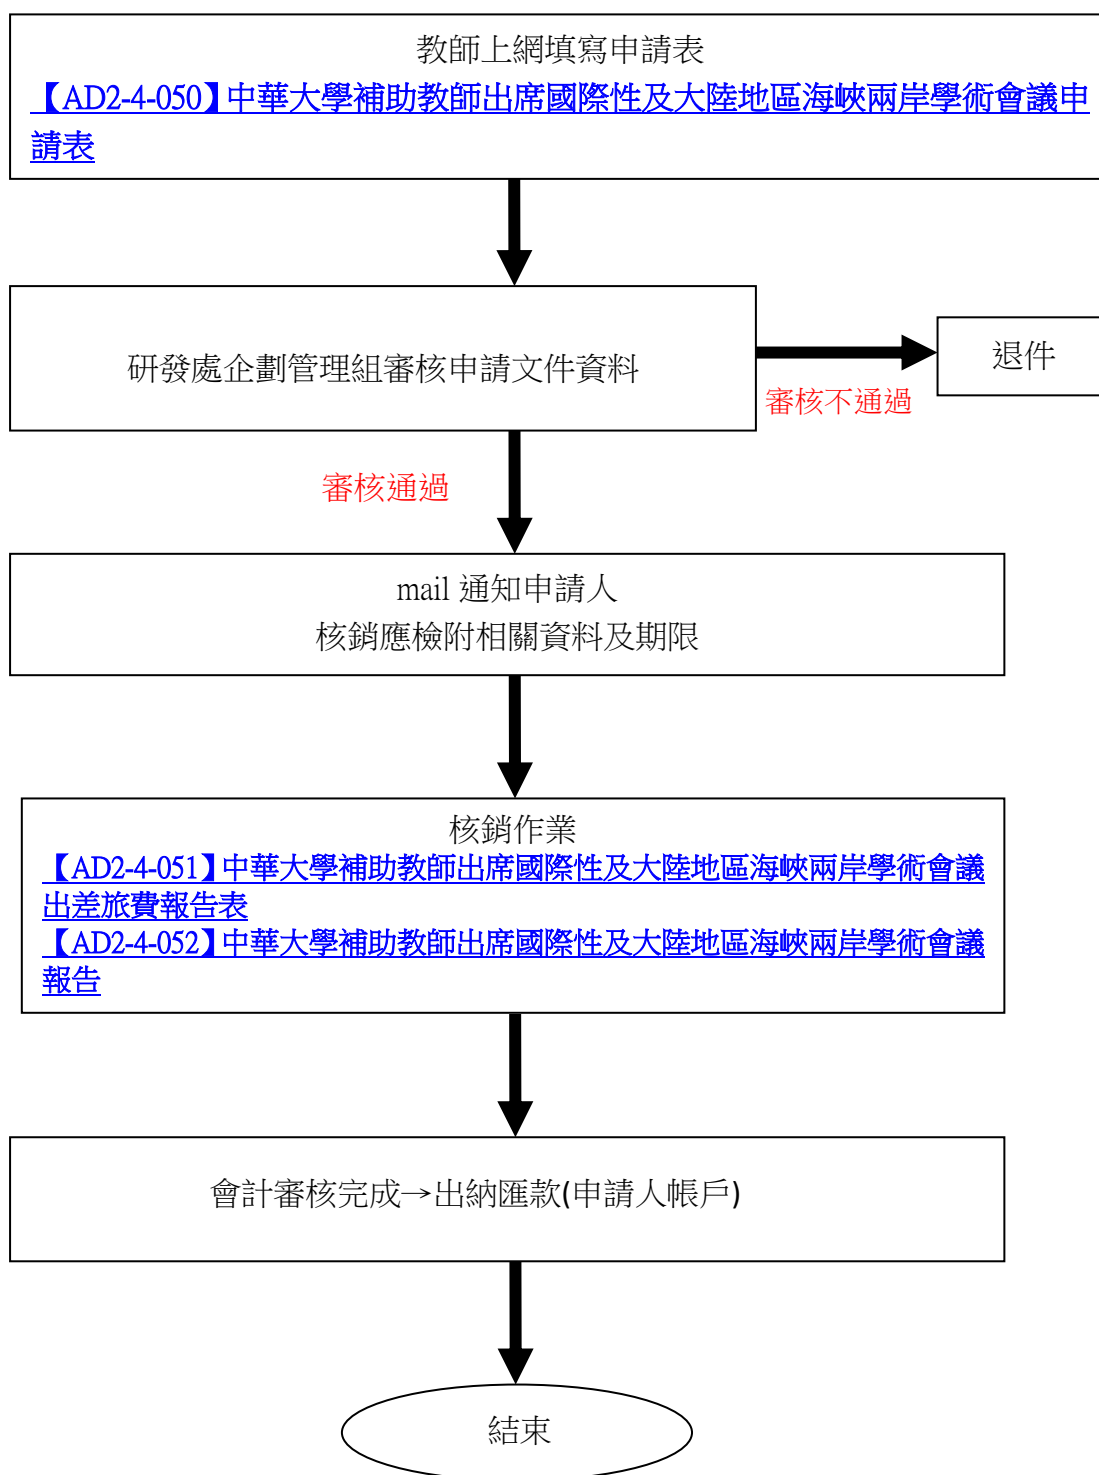 教師上網填寫申請表
【AD2-4-050】中華大學補助教師出席國際性及大陸地區海峽兩岸學術會議申
請表
研發處企劃管理組審核申請文件資料
退件
審核不通過
審核通過
mail 通知申請人
核銷應檢附相關資料及期限
核銷作業
【AD2-4-051】中華大學補助教師出席國際性及大陸地區海峽兩岸學術會議
出差旅費報告表
【AD2-4-052】中華大學補助教師出席國際性及大陸地區海峽兩岸學術會議
報告
會計審核完成→出納匯款(申請人帳戶)
結束